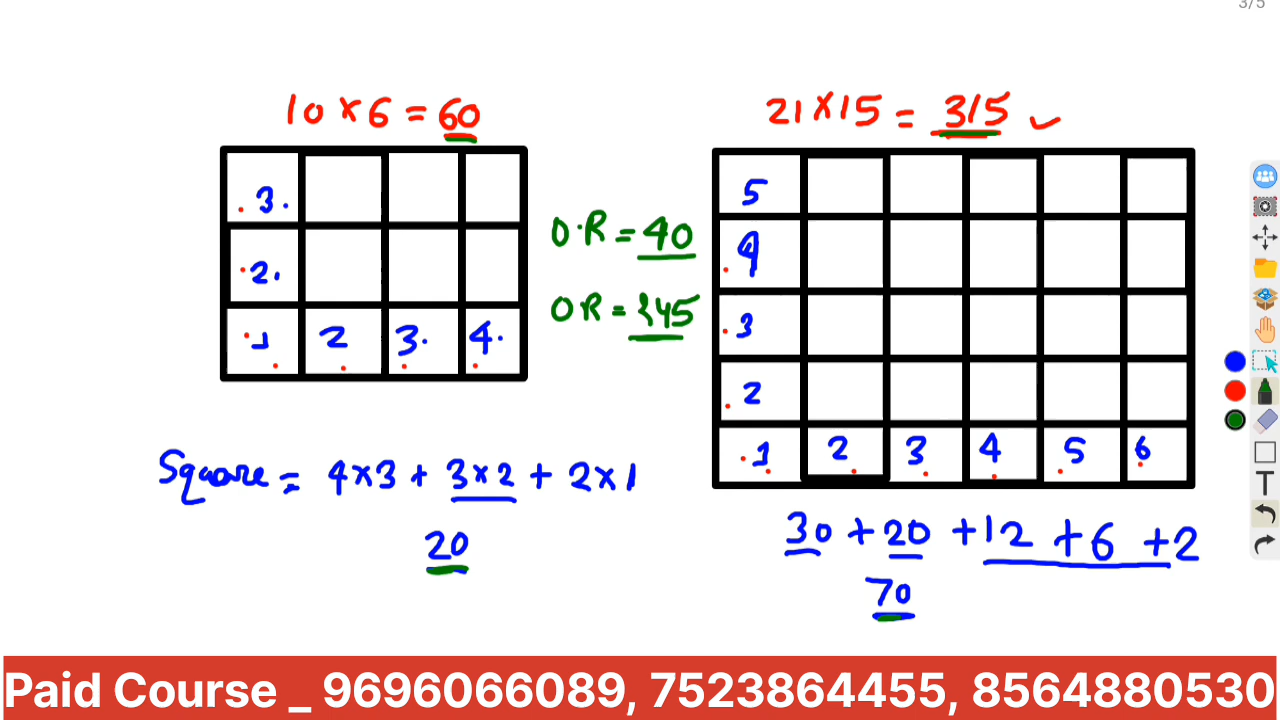 3/5
10 × 6 = 60
21 × 15 = 315 ✓
3.
2.
1 2 3. 4.
O.R = 40
OR = 245
5
4
3
2
1 2 3 4 5 6
Square = 4×3 + 3×2 + 2×1
20
30 + 20 + 12 + 6 + 2
70
T
Paid Course _ 9696066089, 7523864455, 8564880530